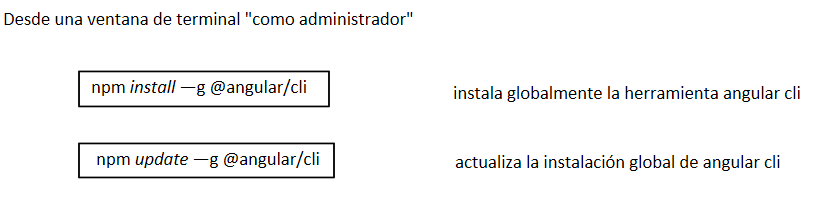 Desde una ventana de terminal "como administrador"
npm install —g @angular/cli
instala globalmente la herramienta angular cli
npm update —g @angular/cli
actualiza la instalación global de angular cli